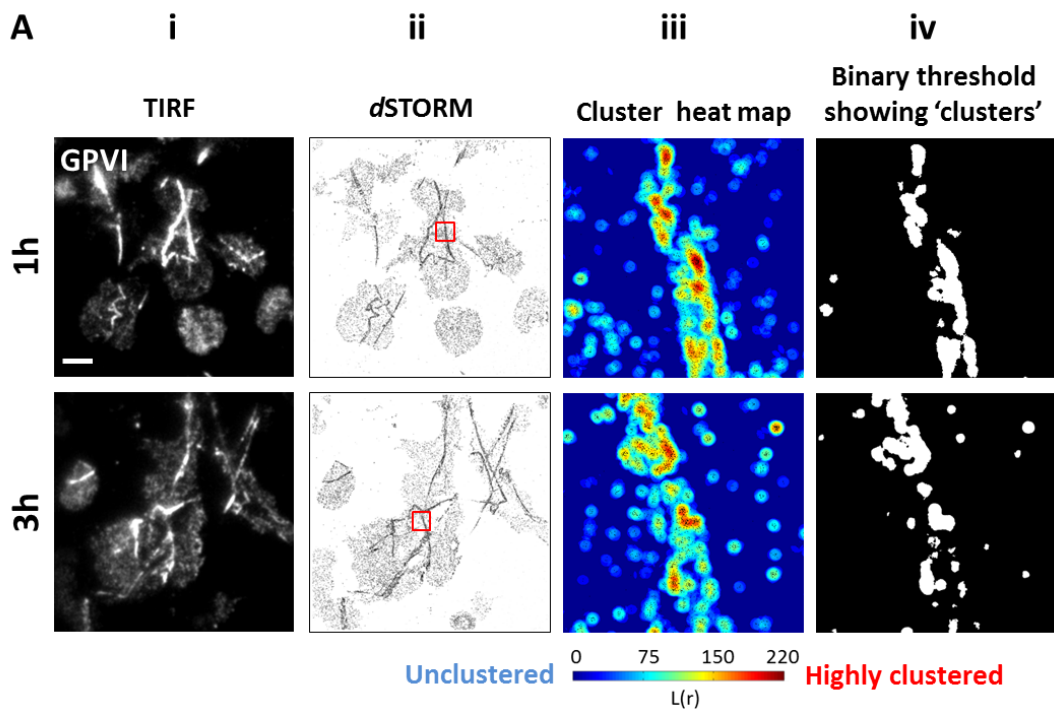 A i ii iii iv
TIRF dSTORM Cluster heat map Binary threshold
showing ‘clusters’
GPVI
1h
3h
Unclustered 0 75 150 220 Highly clustered
L(r)